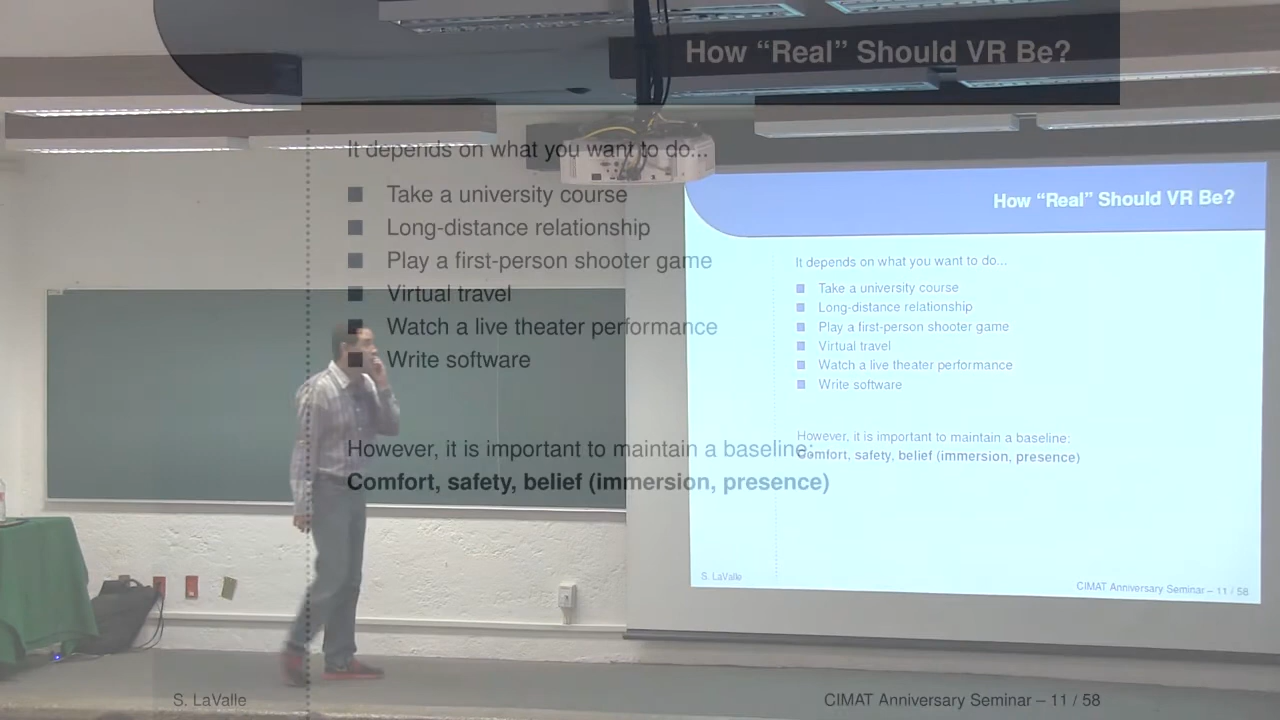 How “Real” Should VR Be?
It depends on what you want to do...
Take a university course
Long-distance relationship
Play a first-person shooter game
Virtual travel
Watch a live theater performance
Write software
However, it is important to maintain a baseline:
Comfort, safety, belief (immersion, presence)
S. LaValle
CIMAT Anniversary Seminar – 11 / 58
How “Real” Should VR Be?
It depends on what you want to do...
Take a university course
Long-distance relationship
Play a first-person shooter game
Virtual travel
Watch a live theater performance
Write software
However, it is important to maintain a baseline:
Comfort, safety, belief (immersion, presence)
S. LaValle
CIMAT Anniversary Seminar – 11 / 58